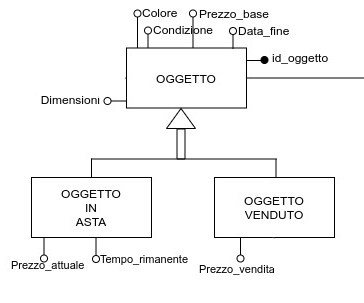 Colore
Prezzo_base
Condizione
Data_fine
id_oggetto
OGGETTO
Dimensioni
OGGETTO
IN
ASTA
OGGETTO
VENDUTO
Prezzo_attuale
Tempo_rimanente
Prezzo_vendita